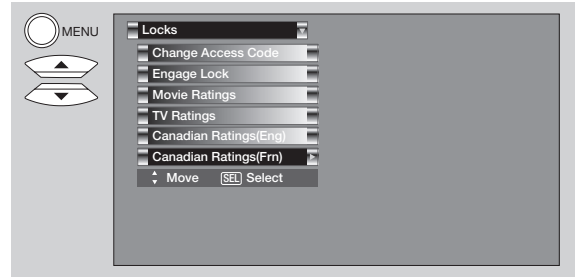 MENU
Locks
Change Access Code
Engage Lock
Movie Ratings
TV Ratings
Canadian Ratings(Eng)
Canadian Ratings(Frn)
Move SEL Select